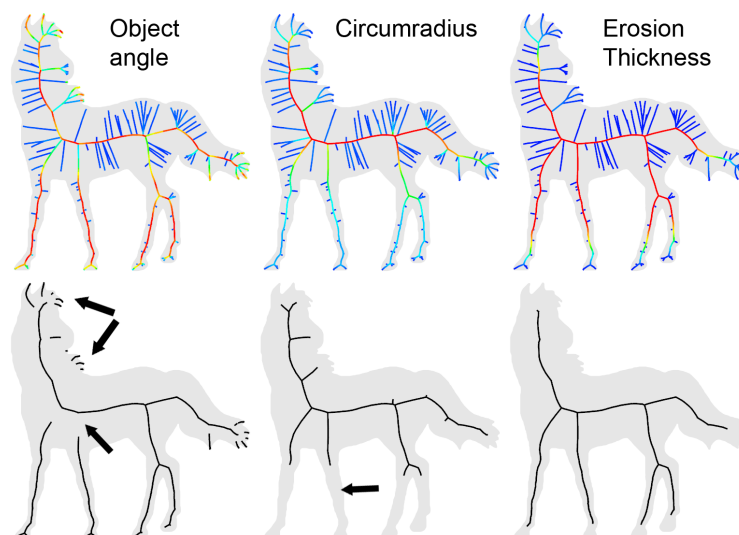 Object
angle
Circumradius
Erosion
Thickness